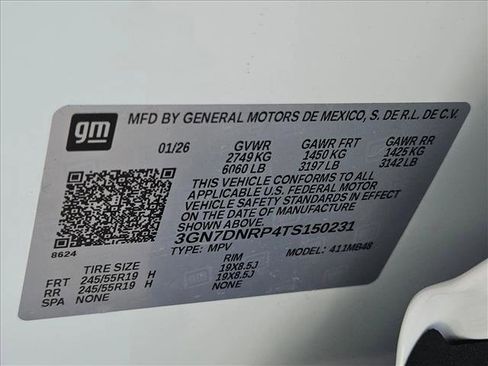 gm
MFD BY GENERAL MOTORS DE MEXICO, S. DE R.L. DE C.V.
01/26 GVWR GAWR FRT GAWR RR
2749 KG 1450 KG 1425 KG
6060 LB 3197 LB 3142 LB
THIS VEHICLE CONFORMS TO ALL
APPLICABLE U.S. FEDERAL MOTOR
VEHICLE SAFETY STANDARDS IN EFFECT
ON THE DATE OF MANUFACTURE
SHOWN ABOVE.
3GN7DNRP4TS150231
8624 TYPE: MPV MODEL: 411MB48
TIRE SIZE RIM
FRT 245/55R19 H 19X8.5J
RR 245/55R19 H 19X8.5J
SPA NONE NONE